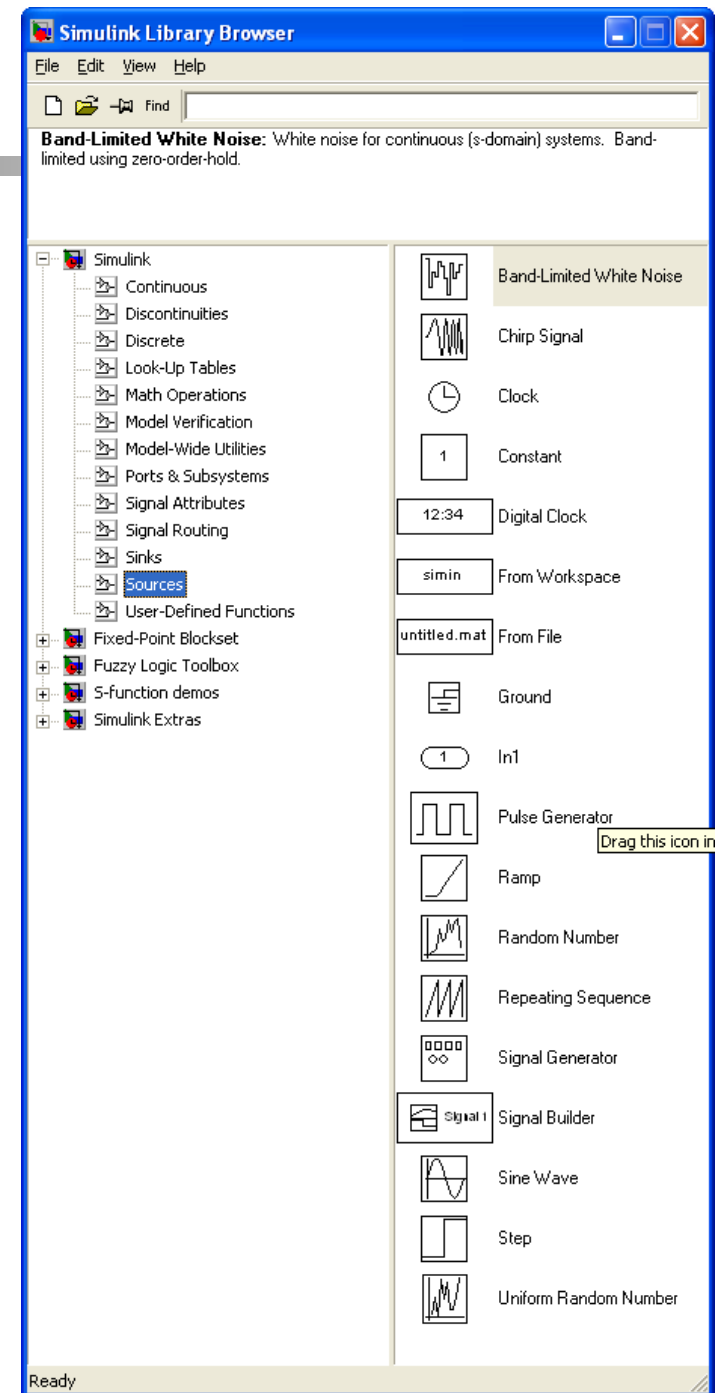 Simulink Library Browser
File Edit View Help
Find
Band-Limited White Noise: White noise for continuous (s-domain) systems. Band-
limited using zero-order-hold.
Simulink
Continuous
Discontinuities
Discrete
Look-Up Tables
Math Operations
Model Verification
Model-Wide Utilities
Ports & Subsystems
Signal Attributes
Signal Routing
Sinks
Sources
User-Defined Functions
Fixed-Point Blockset
Fuzzy Logic Toolbox
S-function demos
Simulink Extras
Band-Limited White Noise
Chirp Signal
Clock
1 Constant
12:34 Digital Clock
simin From Workspace
untitled.mat From File
Ground
1 In1
Pulse Generator
Drag this icon in
Ramp
Random Number
Repeating Sequence
Signal Generator
Signal 1 Signal Builder
Sine Wave
Step
Uniform Random Number
Ready